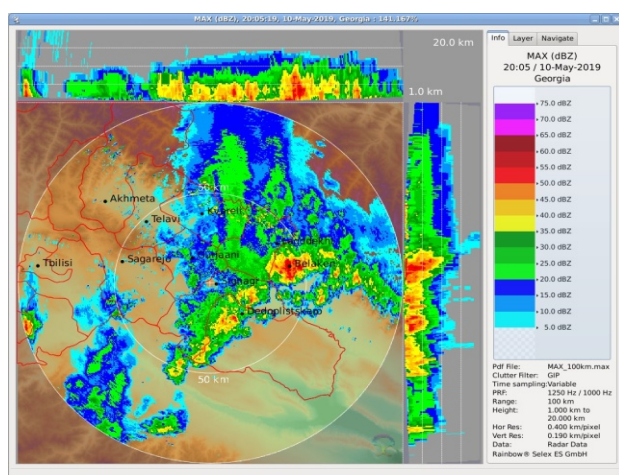 MAX (dBZ), 20:05:19, 10-May-2019, Georgia : 141.167%
20.0 km
1.0 km
Info
Layer
Navigate
MAX (dBZ)
20:05 / 10-May-2019
Georgia
75.0 dBZ
70.0 dBZ
65.0 dBZ
60.0 dBZ
55.0 dBZ
50.0 dBZ
45.0 dBZ
40.0 dBZ
35.0 dBZ
30.0 dBZ
25.0 dBZ
20.0 dBZ
15.0 dBZ
10.0 dBZ
5.0 dBZ
50 km
Akhmeta
Telavi
Tbilisi
Sagarejo
Belakeni
50 km
Pdf File: MAX_100km.max
Clutter Filter: GIP
Time sampling:Variable
PRF: 1250 Hz / 1000 Hz
Range: 100 km
Height: 1.000 km to
20.000 km
Hor Res: 0.400 km/pixel
Vert Res: 0.190 km/pixel
Data: Radar Data
Rainbow® Selex ES GmbH